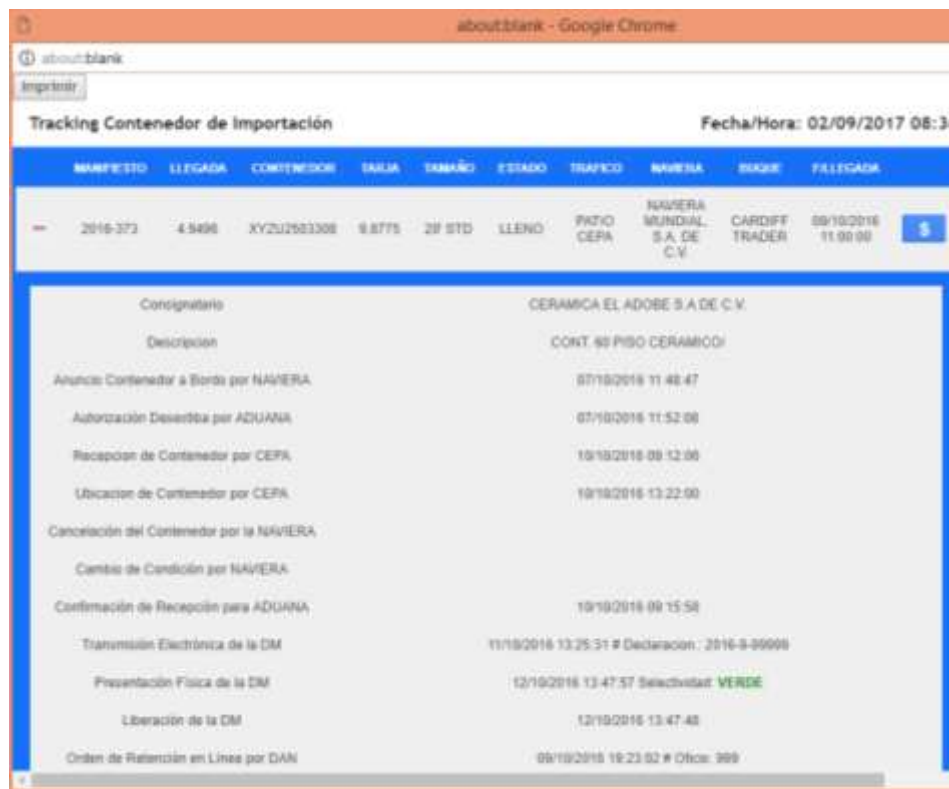 about:blank - Google Chrome
about:blank
Imprimir
Tracking Contenedor de Importación
Fecha/Hora: 02/09/2017 08:3
MANIFIESTO LLEGADA CONTENEDOR TARJA TAMAÑO ESTADO TRAFICO NAVIERA BUQUE F/LLEGADA
2016-373 4.9496 XYZU2503308 9.8775 20' STD LLENO PATIO CEPA NAVIERA MUNDIAL, S.A. DE C.V. CARDIFF TRADER 11:00:00 $
Consignatario CERAMICA EL ADOBE S.A DE C.V.
Descripcion CONT. 60 PISO CERAMICO/
Anuncio Contenedor a Bordo por NAVIERA 07/10/2016 11:48:47
Autorización Desestiba por ADUANA 07/10/2016 11:52:08
Recepcion de Contenedor por CEPA 10/10/2016 09:12:06
Ubicacion de Contenedor por CEPA 10/10/2016 13:22:00
Cancelación del Contenedor por la NAVIERA
Cambio de Condición por NAVIERA
Confirmación de Recepción para ADUANA 10/10/2016 09:15:58
Transmisión Electrónica de la DM 11/10/2016 13:25:31 # Declaracion : 2016-9-99999
Presentación Física de la DM 12/10/2016 13:47:57 Selectividad: VERDE
Liberación de la DM 12/10/2016 13:47:48
Orden de Retención en Línea por DAN 09/10/2016 19:23:02 # Oficio: 999